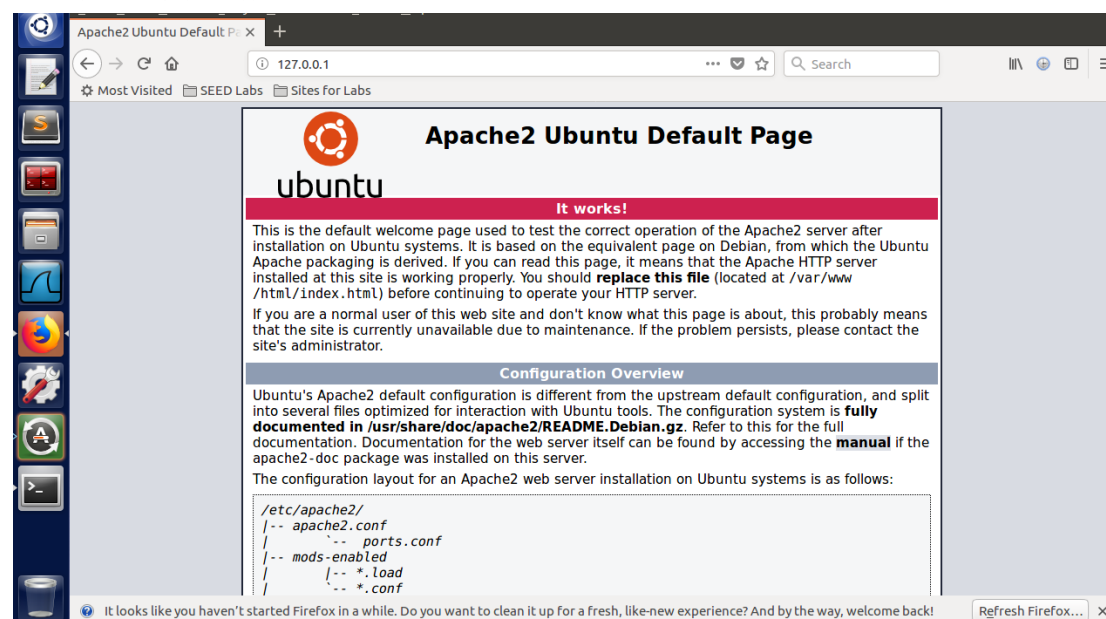 Apache2 Ubuntu Default Pa
127.0.0.1
Search
Most Visited SEED Labs Sites for Labs
ubuntu
Apache2 Ubuntu Default Page
It works!
This is the default welcome page used to test the correct operation of the Apache2 server after
installation on Ubuntu systems. It is based on the equivalent page on Debian, from which the Ubuntu
Apache packaging is derived. If you can read this page, it means that the Apache HTTP server
installed at this site is working properly. You should replace this file (located at /var/www
/html/index.html) before continuing to operate your HTTP server.
If you are a normal user of this web site and don't know what this page is about, this probably means
that the site is currently unavailable due to maintenance. If the problem persists, please contact the
site's administrator.
Configuration Overview
Ubuntu's Apache2 default configuration is different from the upstream default configuration, and split
into several files optimized for interaction with Ubuntu tools. The configuration system is fully
documented in /usr/share/doc/apache2/README.Debian.gz. Refer to this for the full
documentation. Documentation for the web server itself can be found by accessing the manual if the
apache2-doc package was installed on this server.
The configuration layout for an Apache2 web server installation on Ubuntu systems is as follows:
/etc/apache2/
|-- apache2.conf
|       `--  ports.conf
|-- mods-enabled
|       |-- *.load
|       `-- *.conf
It looks like you haven't started Firefox in a while. Do you want to clean it up for a fresh, like-new experience? And by the way, welcome back! Refresh Firefox...